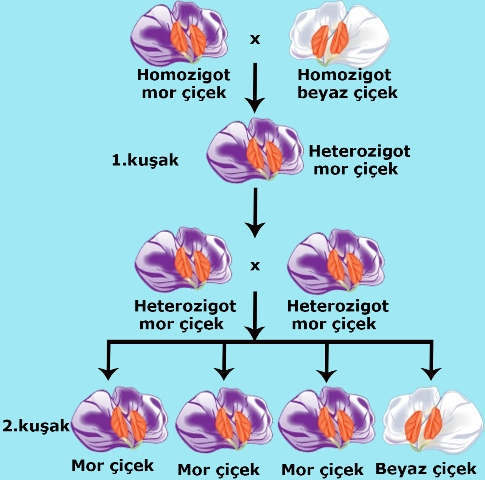 x
Homozigot Homozigot
mor çiçek beyaz çiçek
1.kuşak Heterozigot
mor çiçek
x
Heterozigot Heterozigot
mor çiçek mor çiçek
2.kuşak
Mor çiçek Mor çiçek Mor çiçek Beyaz çiçek